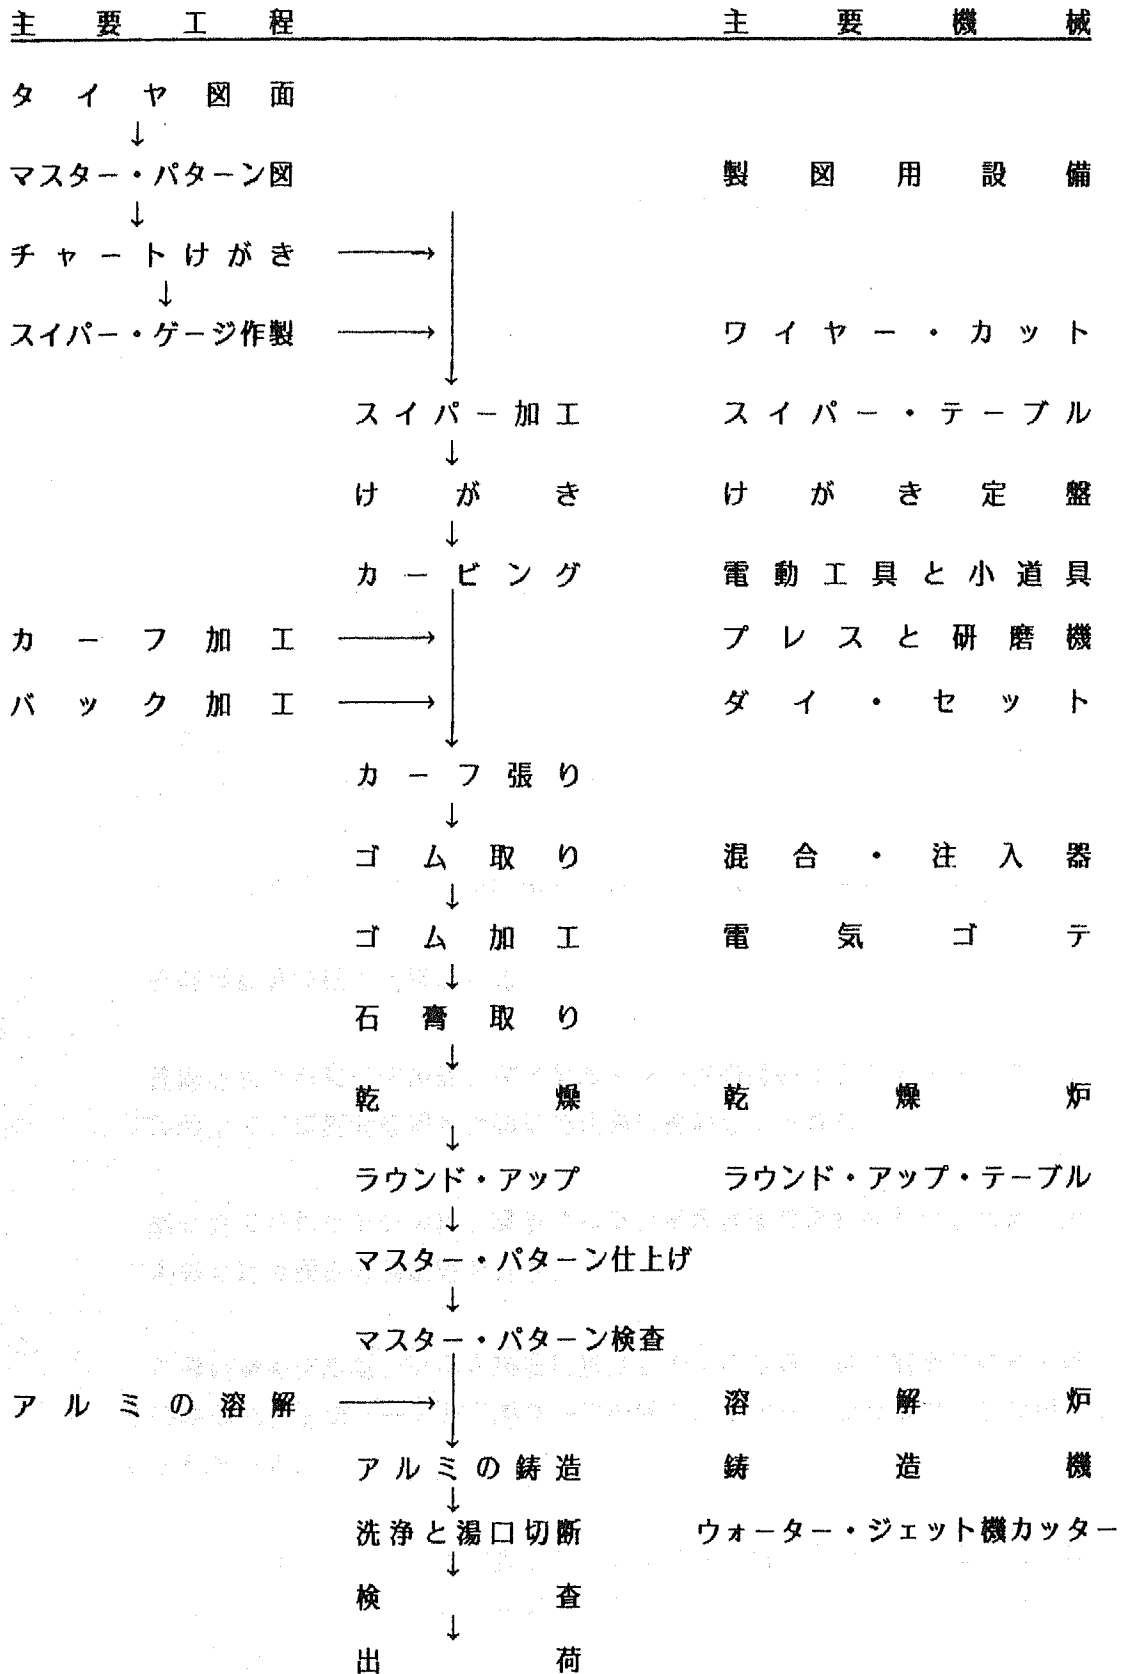 主要工程 主要機械
タイヤ図面
↓
マスター・パターン図 製図用設備
↓
チャートけがき →
↓
スイパー・ゲージ作製 → ワイヤー・カット
↓
スイパー加工 スイパー・テーブル
↓
けがき けがき定盤
↓
カービング 電動工具と小道具
カーフ加工 → プレスと研磨機
バック加工 → ダイ・セット
↓
カーフ張り
↓
ゴム取り 混合・注入器
↓
ゴム加工 電気ゴテ
↓
石膏取り
↓
乾燥 乾燥炉
↓
ラウンド・アップ ラウンド・アップ・テーブル
↓
マスター・パターン仕上げ
↓
マスター・パターン検査
アルミの溶解 → 溶解炉
↓
アルミの鋳造 鋳造機
↓
洗浄と湯口切断 ウォーター・ジェット機カッター
↓
検査
↓
出荷